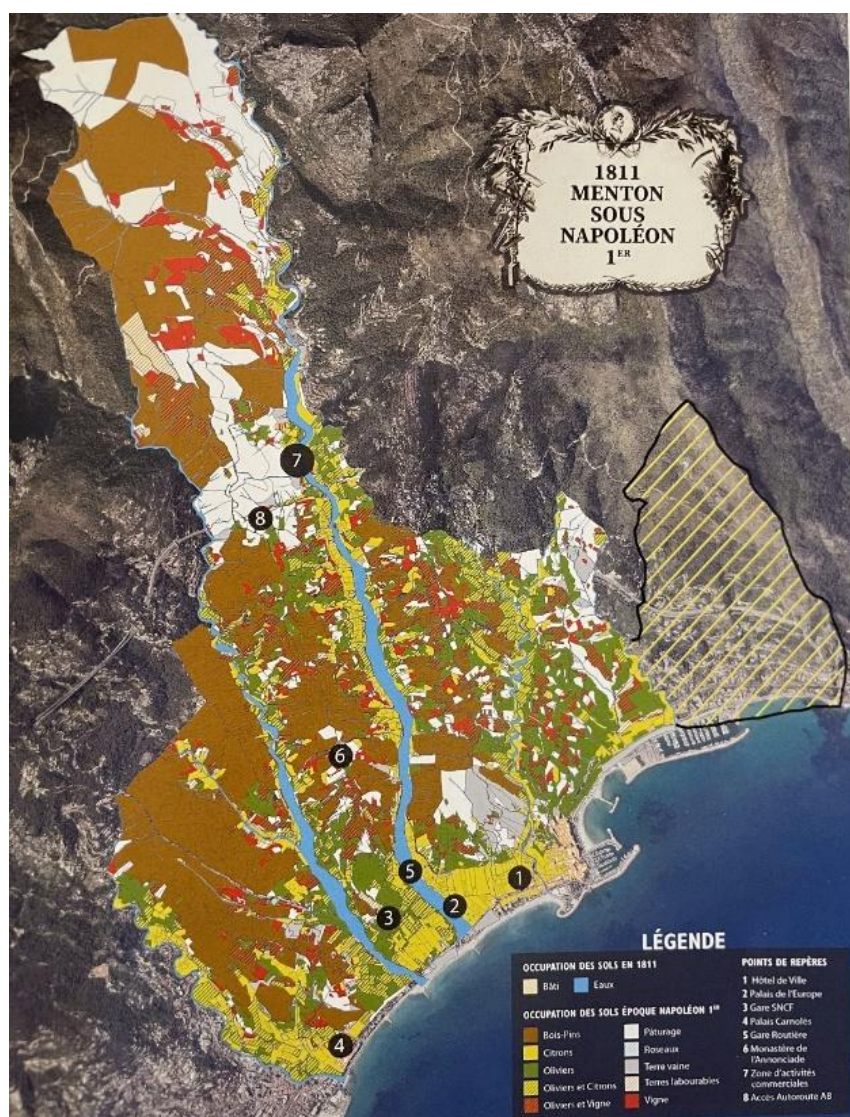 1811
MENTON
SOUS
NAPOLÉON
1ER
7
8
6
5
1
2
3
4
LÉGENDE
OCCUPATION DES SOLS EN 1811
Bâti
Eaux
OCCUPATION DES SOLS ÉPOQUE NAPOLÉON 1ER
Bois-Pins
Citrons
Oliviers
Oliviers et Citrons
Oliviers et Vigne
Pâturage
Roseaux
Terre vaine
Terres labourables
Vigne
POINTS DE REPÈRES
1 Hôtel de Ville
2 Palais de l'Europe
3 Gare SNCF
4 Palais Carnolès
5 Gare Routière
6 Monastère de
l'Annonciade
7 Zone d'activités
commerciales
8 Accès Autoroute A8